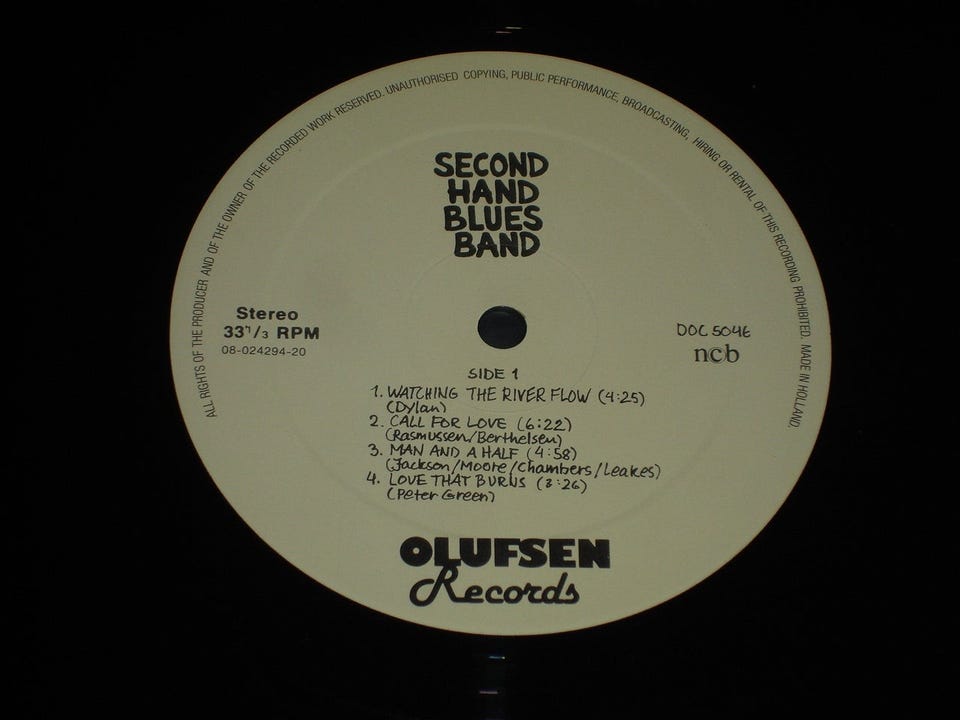 ALL RIGHTS OF THE PRODUCER AND OF THE OWNER OF THE RECORDED WORK RESERVED. UNAUTHORISED COPYING, PUBLIC PERFORMANCE, BROADCASTING, HIRING OR RENTAL OF THIS RECORDING PROHIBITED. MADE IN HOLLAND.
SECOND
HAND
BLUES
BAND
Stereo
33 1/3 RPM
08-024294-20
DOC 5046
ncb
SIDE 1
1. WATCHING THE RIVER FLOW (4:25)
(Dylan)
2. CALL FOR LOVE (6:22)
(Rasmussen/Berthelsen)
3. MAN AND A HALF (4:58)
(Jackson/Moore/Chambers/Leakes)
4. LOVE THAT BURNS (3:26)
(Peter Green)
OLUFSEN
Records